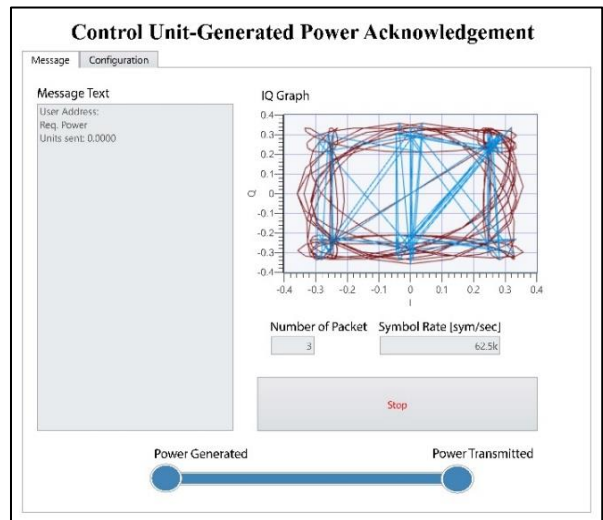 Control Unit-Generated Power Acknowledgement
Message Configuration
Message Text
User Address:
Req. Power
Units sent: 0.0000
IQ Graph
0.4
0.3
0.2
0.1
0
-0.1
-0.2
-0.3
-0.4
Q
-0.4 -0.3 -0.2 -0.1 0 0.1 0.2 0.3 0.4
I
Number of Packet Symbol Rate [sym/sec]
3 62.5k
Stop
Power Generated Power Transmitted